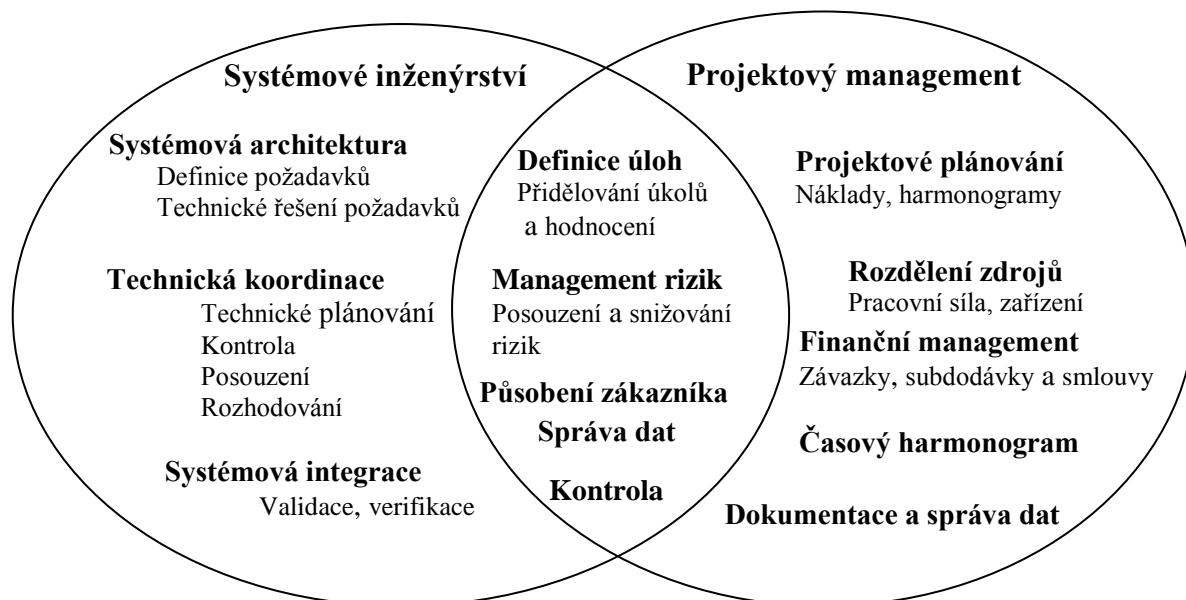 Systémové inženýrství
Systémová architektura
Definice požadavků
Technické řešení požadavků
Technická koordinace
Technické plánování
Kontrola
Posouzení
Rozhodování
Systémová integrace
Validace, verifikace
Definice úloh
Přidělování úkolů
a hodnocení
Management rizik
Posouzení a snižování
rizik
Působení zákazníka
Správa dat
Kontrola
Projektový management
Projektové plánování
Náklady, harmonogramy
Rozdělení zdrojů
Pracovní síla, zařízení
Finanční management
Závazky, subdodávky a smlouvy
Časový harmonogram
Dokumentace a správa dat